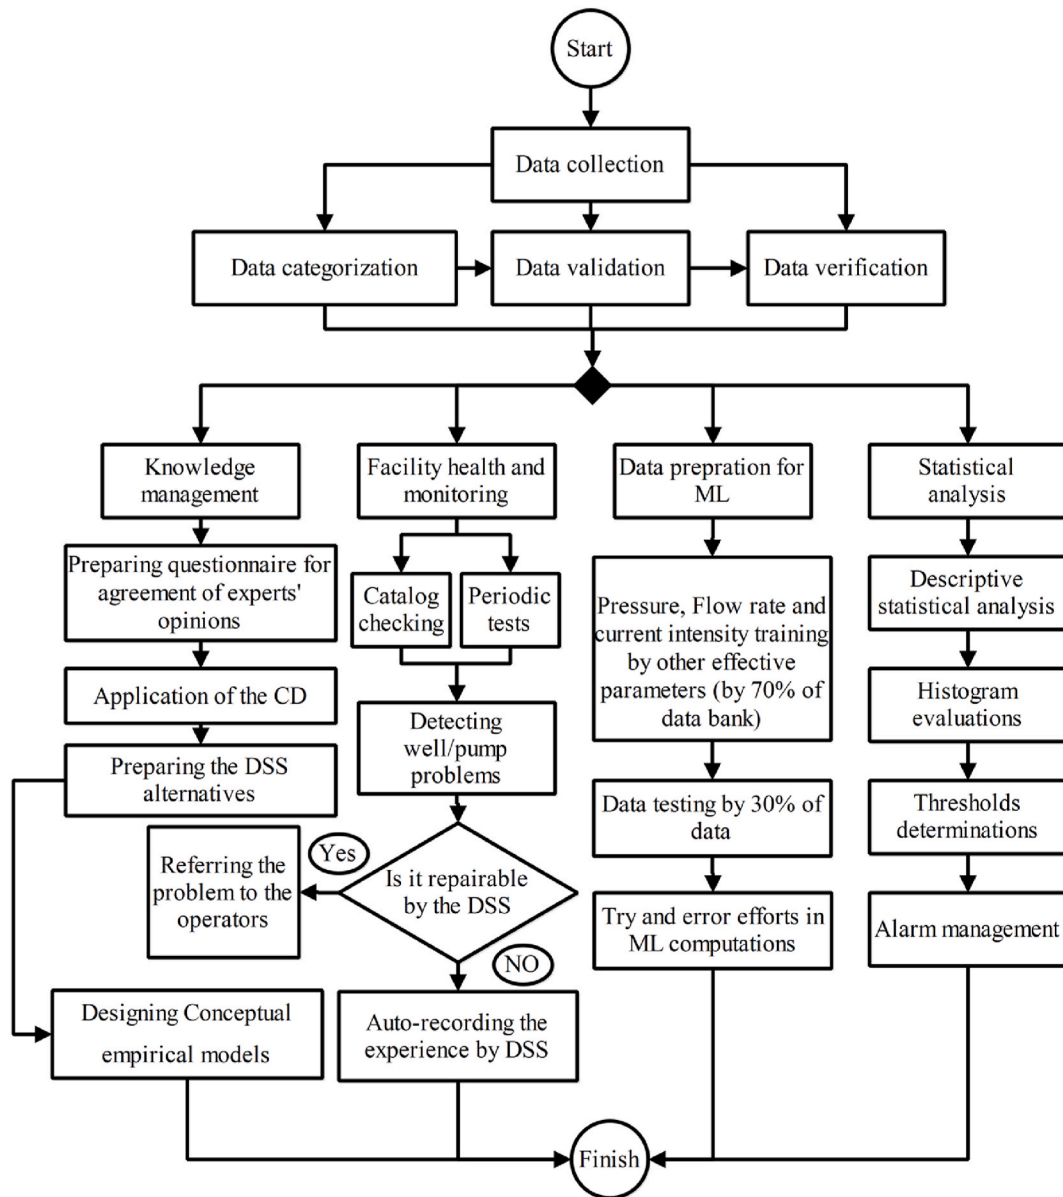 Start
Data collection
Data categorization
Data validation
Data verification
Knowledge
management
Facility health and
monitoring
Data prepration for
ML
Statistical
analysis
Preparing questionnaire for
agreement of experts'
opinions
Catalog
checking
Periodic
tests
Pressure, Flow rate and
current intensity training
by other effective
parameters (by 70% of
data bank)
Descriptive
statistical analysis
Application of the CD
Histogram
evaluations
Preparing the DSS
alternatives
Detecting
well/pump
problems
Data testing by 30% of
data
Thresholds
determinations
Yes
Referring the
problem to the
operators
Is it repairable
by the DSS
Try and error efforts in
ML computations
Alarm management
NO
Designing Conceptual
empirical models
Auto-recording the
experience by DSS
Finish